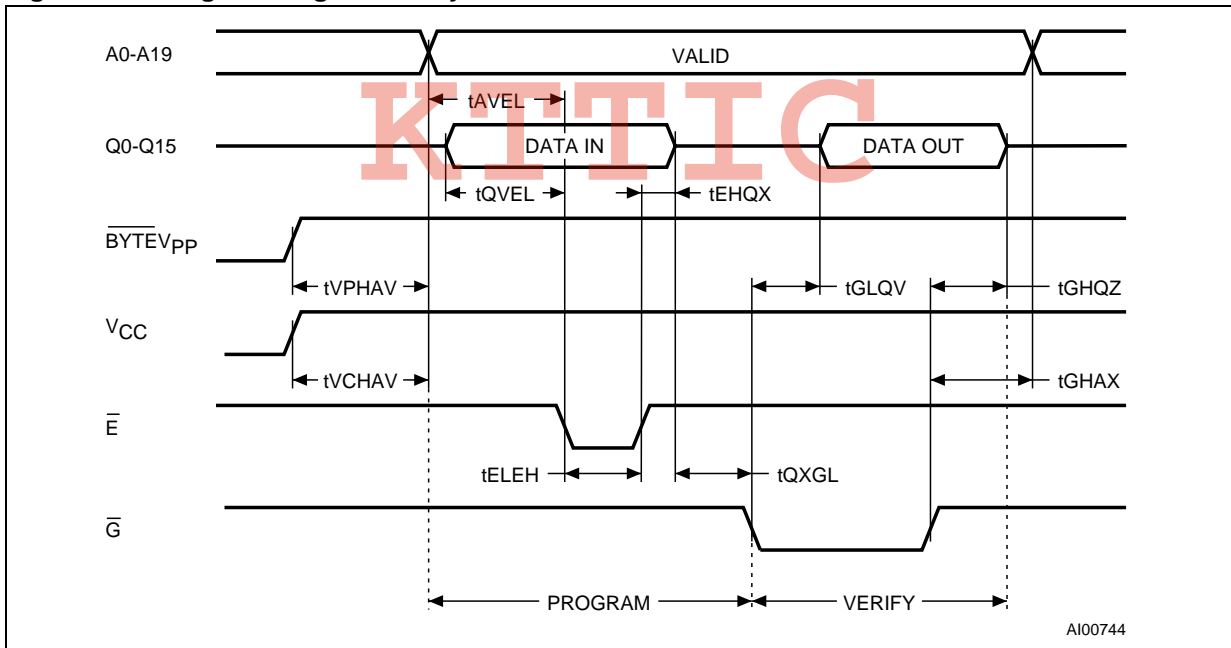 A0-A19
VALID
tAVEL
KTTIC
Q0-Q15
DATA IN
DATA OUT
tQVEL
tEHQX
BYTEVPP
tVPHAV
tGLQV
tGHQZ
VCC
tVCHAV
tGHAX
E
tELEH
tQXGL
G
PROGRAM
VERIFY
AI00744